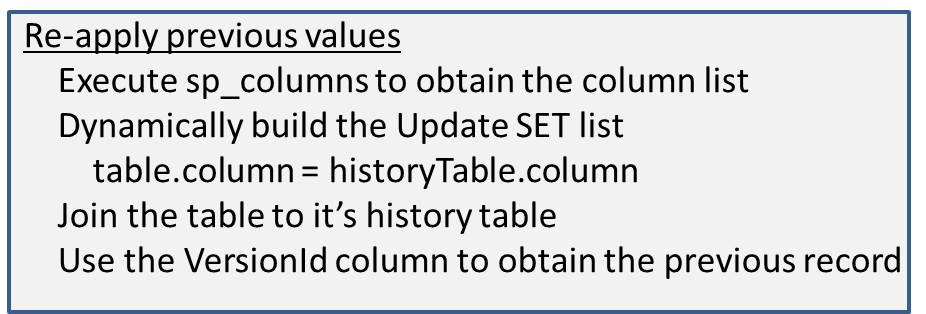 Re-apply previous values
Execute sp_columns to obtain the column list
Dynamically build the Update SET list
table.column = historyTable.column
Join the table to it’s history table
Use the VersionId column to obtain the previous record